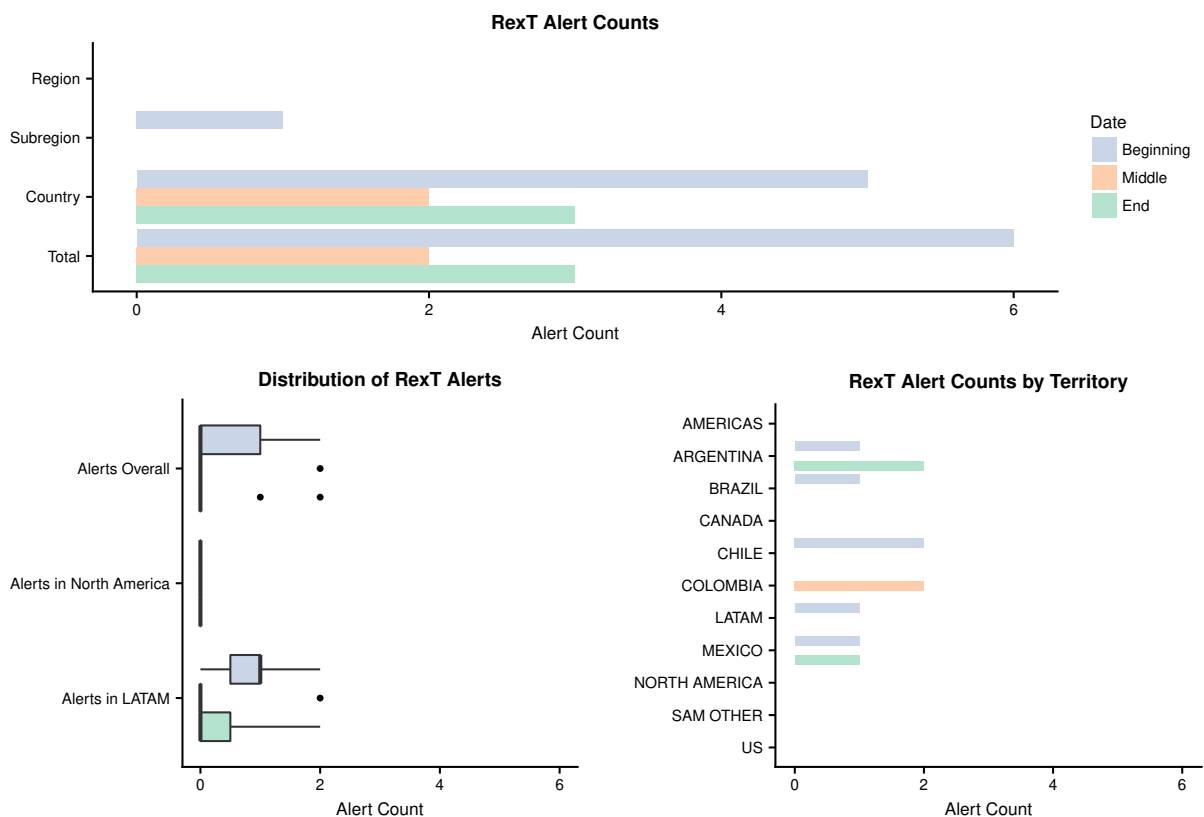 RexT Alert Counts
Region
Subregion
Country
Total
0 2 4 6
Alert Count
Date
Beginning
Middle
End
Distribution of RexT Alerts
Alerts Overall
Alerts in North America
Alerts in LATAM
0 2 4 6
Alert Count
RexT Alert Counts by Territory
AMERICAS
ARGENTINA
BRAZIL
CANADA
CHILE
COLOMBIA
LATAM
MEXICO
NORTH AMERICA
SAM OTHER
US
0 2 4 6
Alert Count